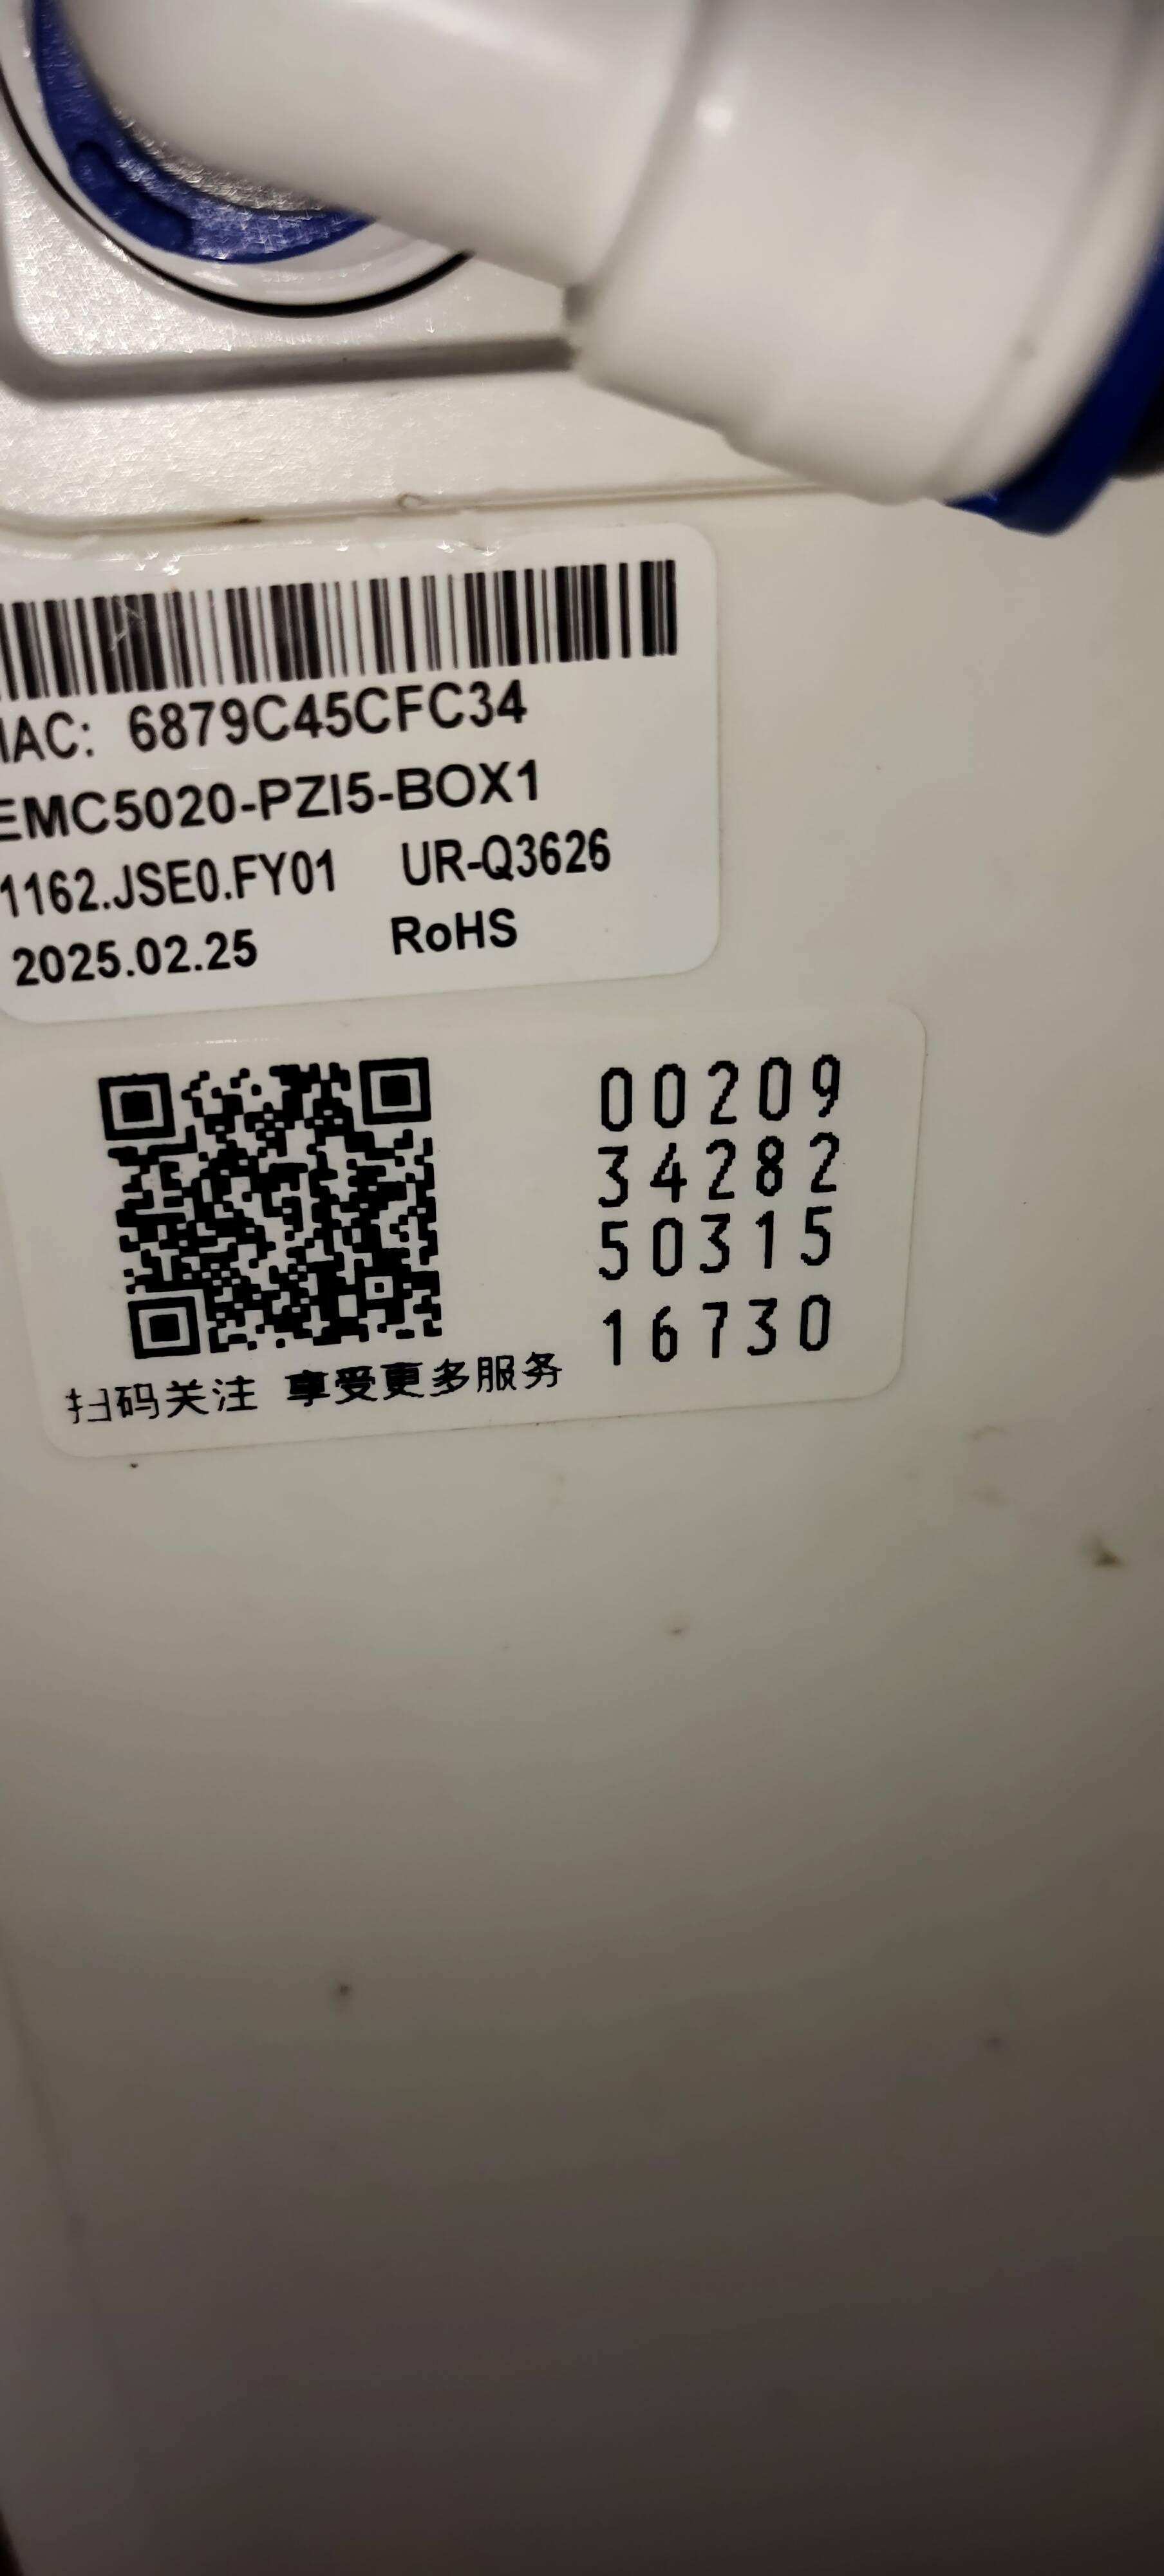 MAC: 6879C45CFC34
EMC5020-PZI5-BOX1
1162.JSE0.FY01 UR-Q3626
2025.02.25 RoHS
00209
34282
50315
16730
扫码关注 享受更多服务